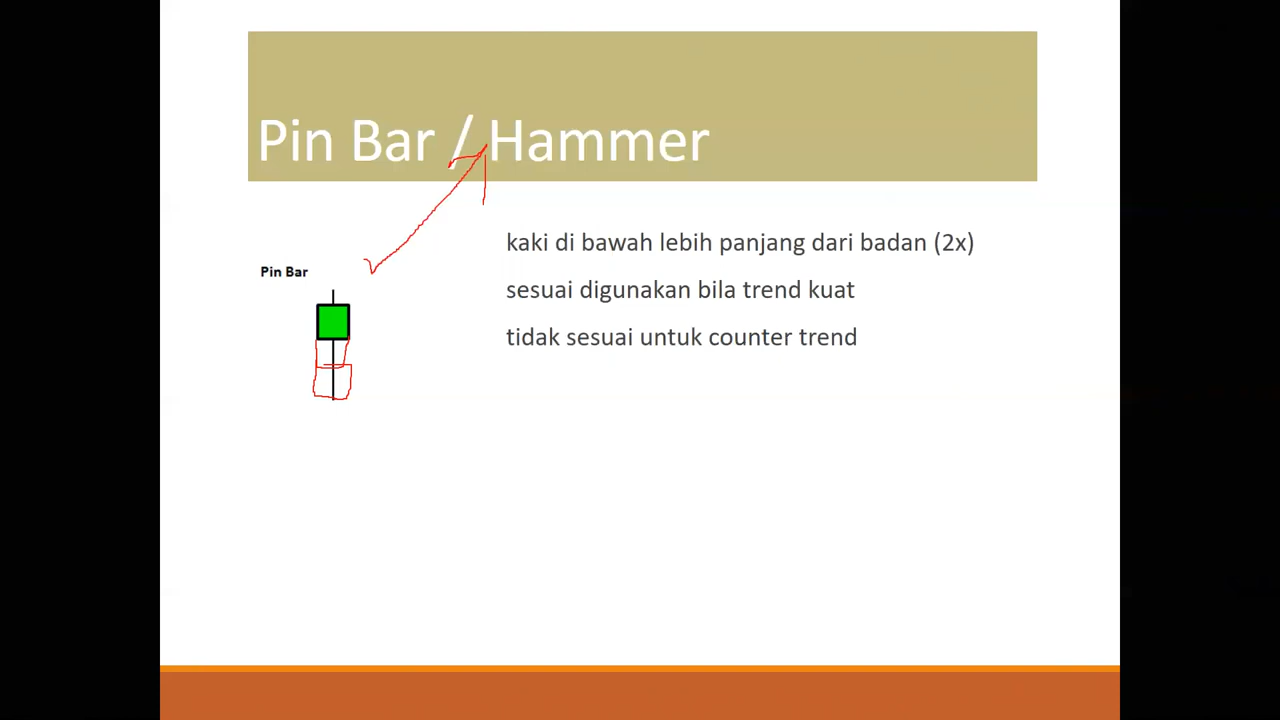 Pin Bar / Hammer
kaki di bawah lebih panjang dari badan (2x)
Pin Bar
sesuai digunakan bila trend kuat
tidak sesuai untuk counter trend